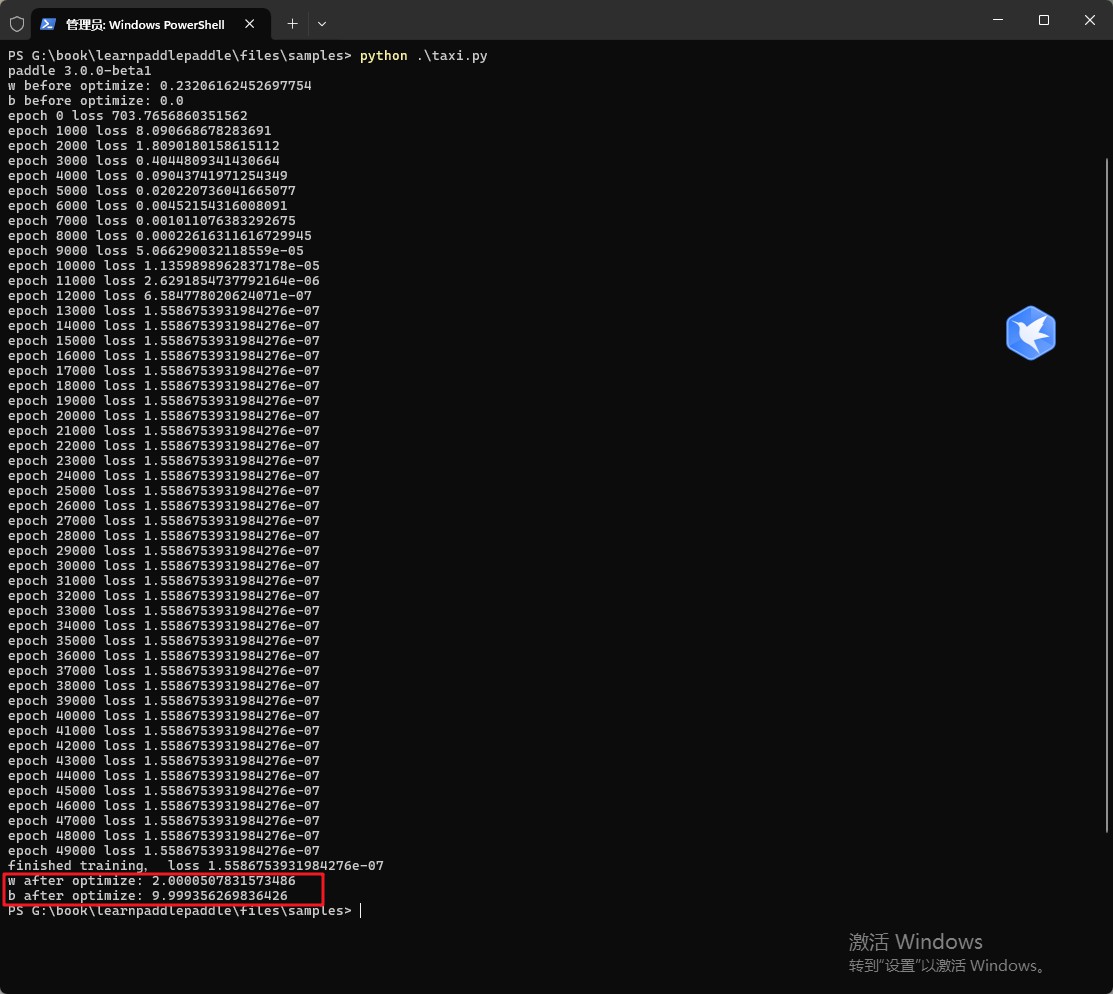 管理员: Windows PowerShell
PS G:\book\learnpaddlepaddle\files\samples> python .\taxi.py
paddle 3.0.0-beta1
w before optimize: 0.23206162452697754
b before optimize: 0.0
epoch 0 loss 703.7656860351562
epoch 1000 loss 8.090668678283691
epoch 2000 loss 1.8090180158615112
epoch 3000 loss 0.4044809341430664
epoch 4000 loss 0.09043741971254349
epoch 5000 loss 0.020220736041665077
epoch 6000 loss 0.00452154316008091
epoch 7000 loss 0.001011076383292675
epoch 8000 loss 0.00022616311616729945
epoch 9000 loss 5.066290032118559e-05
epoch 10000 loss 1.1359898962837178e-05
epoch 11000 loss 2.6291854737792164e-06
epoch 12000 loss 6.584778020624071e-07
epoch 13000 loss 1.5586753931984276e-07
epoch 14000 loss 1.5586753931984276e-07
epoch 15000 loss 1.5586753931984276e-07
epoch 16000 loss 1.5586753931984276e-07
epoch 17000 loss 1.5586753931984276e-07
epoch 18000 loss 1.5586753931984276e-07
epoch 19000 loss 1.5586753931984276e-07
epoch 20000 loss 1.5586753931984276e-07
epoch 21000 loss 1.5586753931984276e-07
epoch 22000 loss 1.5586753931984276e-07
epoch 23000 loss 1.5586753931984276e-07
epoch 24000 loss 1.5586753931984276e-07
epoch 25000 loss 1.5586753931984276e-07
epoch 26000 loss 1.5586753931984276e-07
epoch 27000 loss 1.5586753931984276e-07
epoch 28000 loss 1.5586753931984276e-07
epoch 29000 loss 1.5586753931984276e-07
epoch 30000 loss 1.5586753931984276e-07
epoch 31000 loss 1.5586753931984276e-07
epoch 32000 loss 1.5586753931984276e-07
epoch 33000 loss 1.5586753931984276e-07
epoch 34000 loss 1.5586753931984276e-07
epoch 35000 loss 1.5586753931984276e-07
epoch 36000 loss 1.5586753931984276e-07
epoch 37000 loss 1.5586753931984276e-07
epoch 38000 loss 1.5586753931984276e-07
epoch 39000 loss 1.5586753931984276e-07
epoch 40000 loss 1.5586753931984276e-07
epoch 41000 loss 1.5586753931984276e-07
epoch 42000 loss 1.5586753931984276e-07
epoch 43000 loss 1.5586753931984276e-07
epoch 44000 loss 1.5586753931984276e-07
epoch 45000 loss 1.5586753931984276e-07
epoch 46000 loss 1.5586753931984276e-07
epoch 47000 loss 1.5586753931984276e-07
epoch 48000 loss 1.5586753931984276e-07
epoch 49000 loss 1.5586753931984276e-07
finished training， loss 1.5586753931984276e-07
w after optimize: 2.0000507831573486
b after optimize: 9.999356269836426
PS G:\book\learnpaddlepaddle\files\samples>
激活 Windows
转到“设置”以激活 Windows。